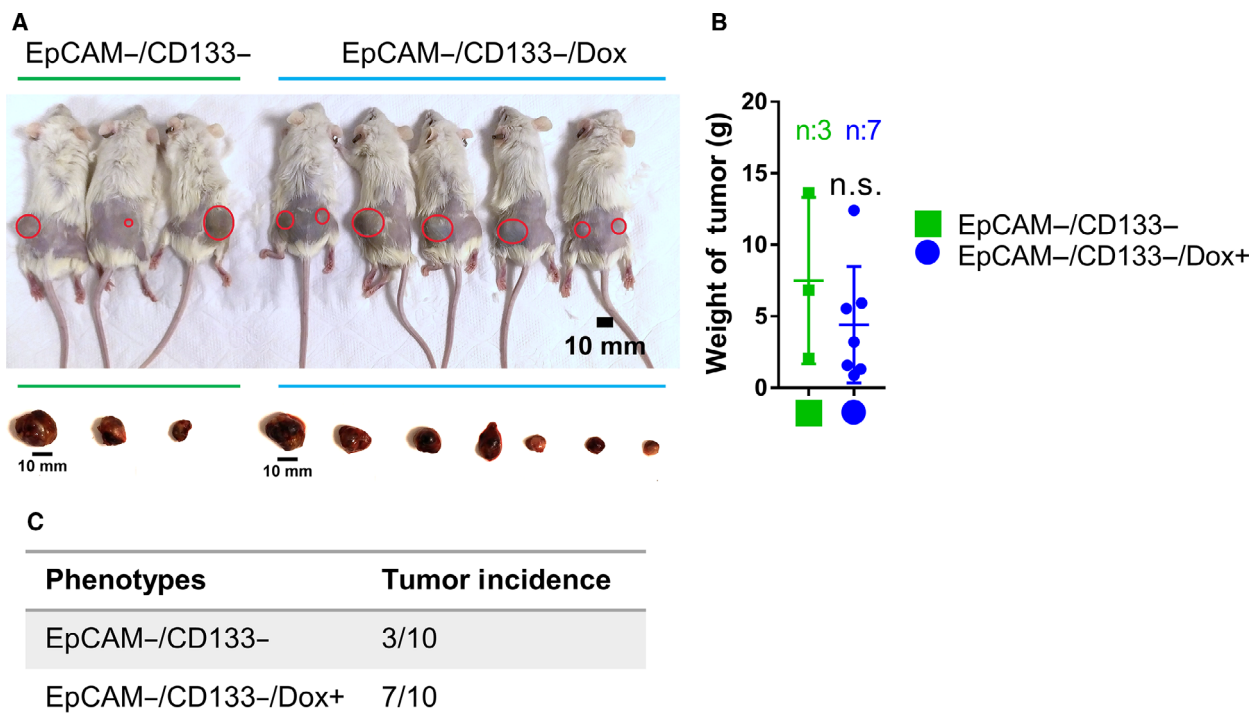 A
EpCAM–/CD133–
EpCAM–/CD133–/Dox
10 mm
10 mm
10 mm
B
Weight of tumor (g)
20
15
10
5
0
n:3
n:7
n.s.
EpCAM–/CD133–
EpCAM–/CD133–/Dox+
C
Phenotypes Tumor incidence
EpCAM–/CD133– 3/10
EpCAM–/CD133–/Dox+ 7/10